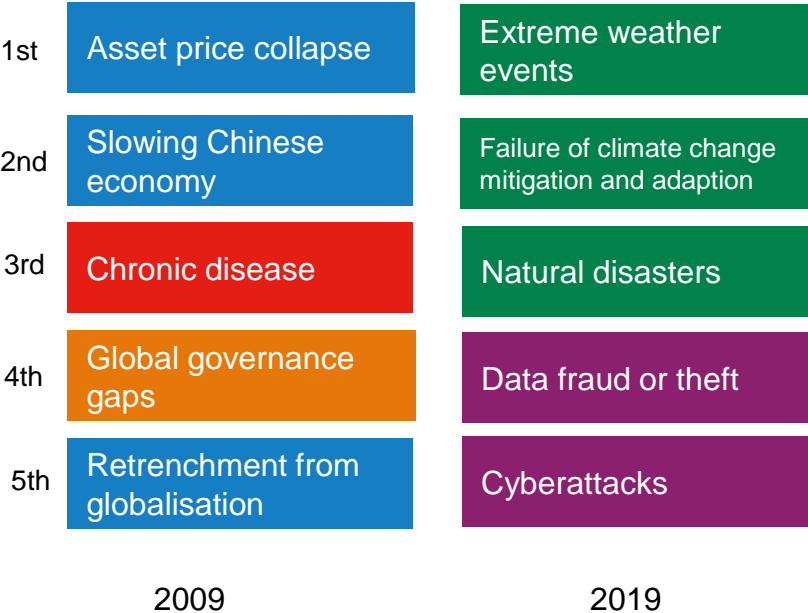 1st
Asset price collapse
Extreme weather
events
2nd
Slowing Chinese
economy
Failure of climate change
mitigation and adaption
3rd
Chronic disease
Natural disasters
4th
Global governance
gaps
Data fraud or theft
5th
Retrenchment from
globalisation
Cyberattacks
2009
2019